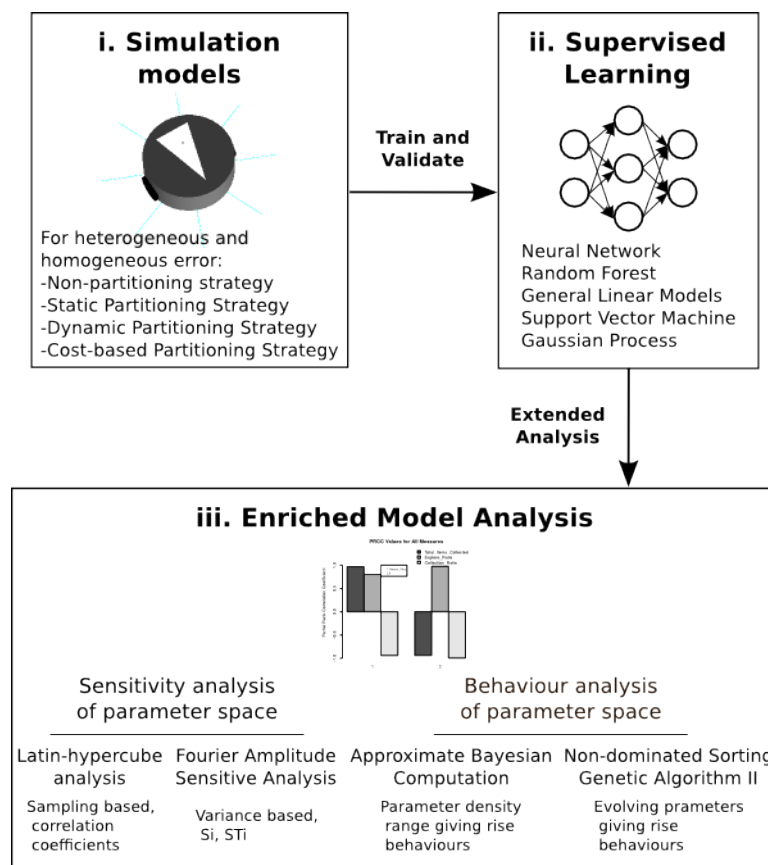 i. Simulation
models
For heterogeneous and
homogeneous error:
-Non-partitioning strategy
-Static Partitioning Strategy
-Dynamic Partitioning Strategy
-Cost-based Partitioning Strategy
Train and
Validate
ii. Supervised
Learning
Neural Network
Random Forest
General Linear Models
Support Vector Machine
Gaussian Process
Extended
Analysis
iii. Enriched Model Analysis
PRCC Values for All Measures
Total_Items_Collected
Explore_Ratio
Collection_Ratio
Sensitivity analysis
of parameter space
Latin-hypercube
analysis
Sampling based,
correlation
coefficients
Fourier Amplitude
Sensitive Analysis
Variance based,
Si, STi
Behaviour analysis
of parameter space
Approximate Bayesian
Computation
Parameter density
range giving rise
behaviours
Non-dominated Sorting
Genetic Algorithm II
Evolving prameters
giving rise
behaviours